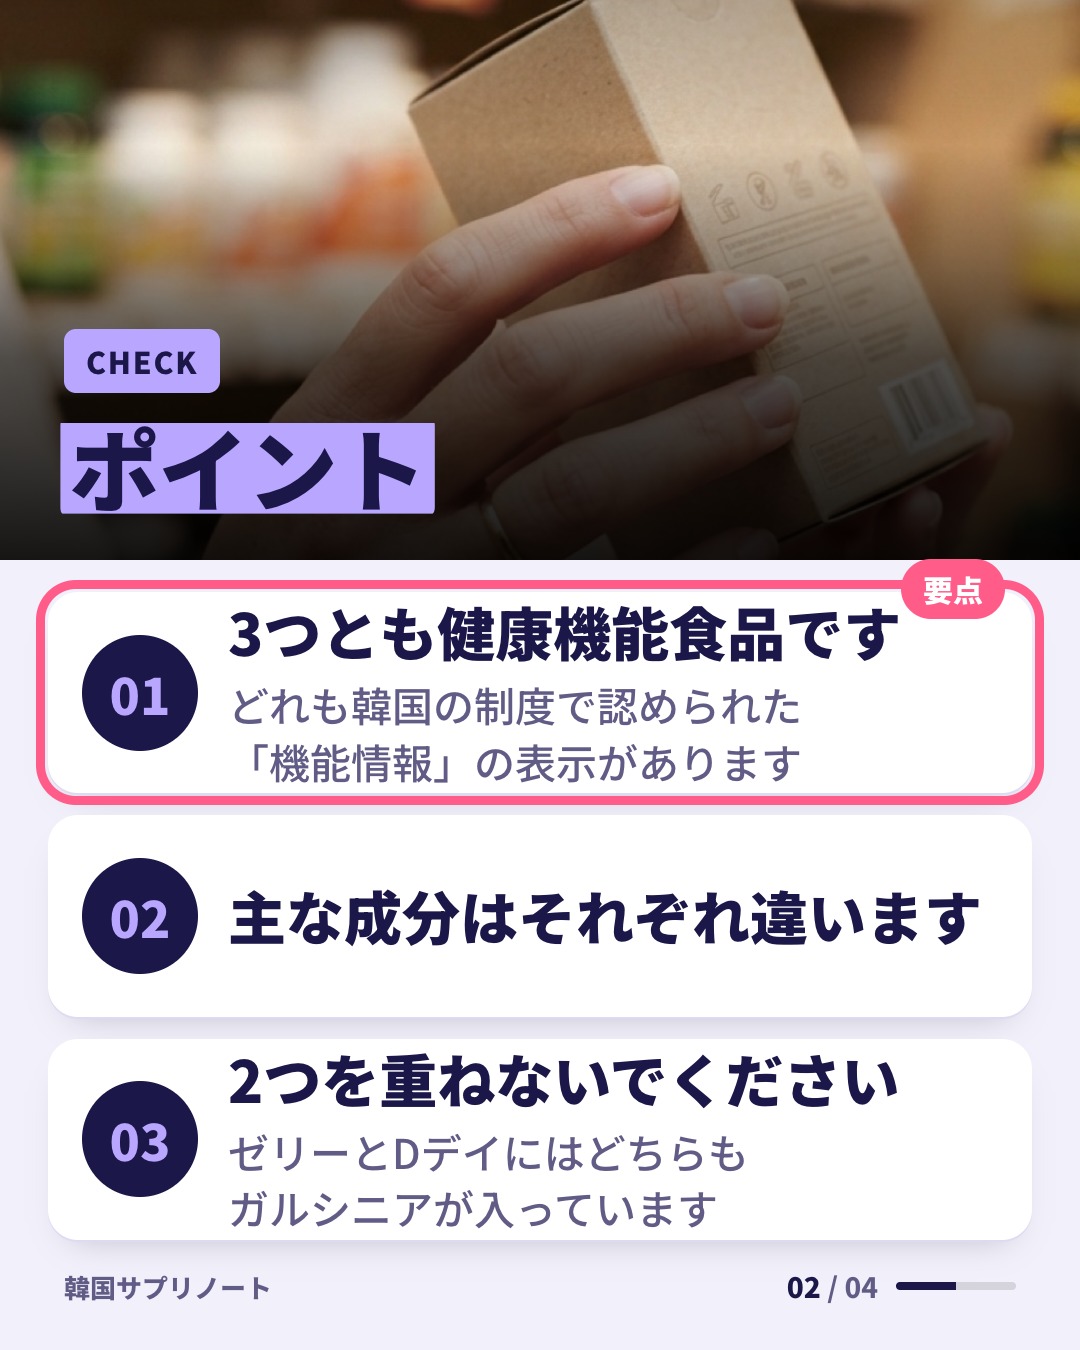 CHECK
ポイント
要点
01
3つとも健康機能食品です
どれも韓国の制度で認められた
「機能情報」の表示があります
02
主な成分はそれぞれ違います
03
2つを重ねないでください
ゼリーとDデイにはどちらも
ガルシニアが入っています
韓国サプリノート
02 / 04